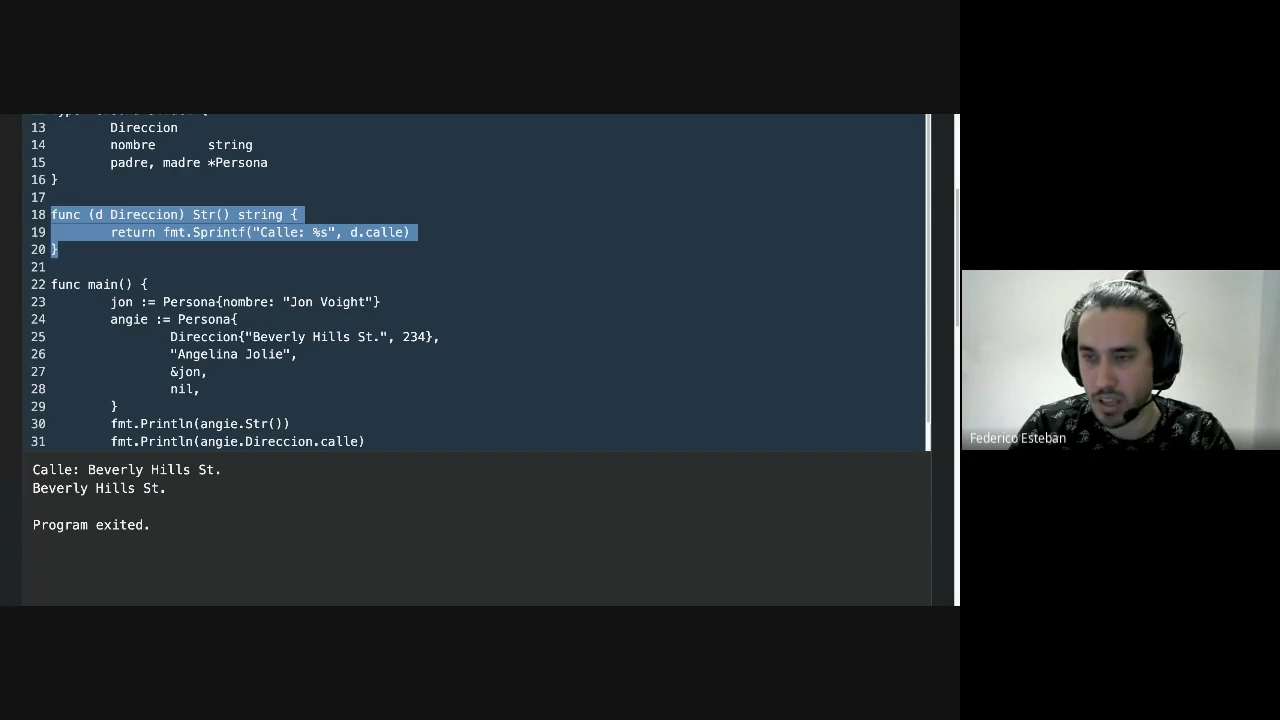 13 Direccion
14 nombre string
15 padre, madre *Persona
16 }
17
18 func (d Direccion) Str() string {
19 return fmt.Sprintf("Calle: %s", d.calle)
20 }
21
22 func main() {
23 jon := Persona{nombre: "Jon Voight"}
24 angie := Persona{
25 Direccion{"Beverly Hills St.", 234},
26 "Angelina Jolie",
27 &jon,
28 nil,
29 }
30 fmt.Println(angie.Str())
31 fmt.Println(angie.Direccion.calle)
Calle: Beverly Hills St.
Beverly Hills St.
Program exited.
Federico Esteban